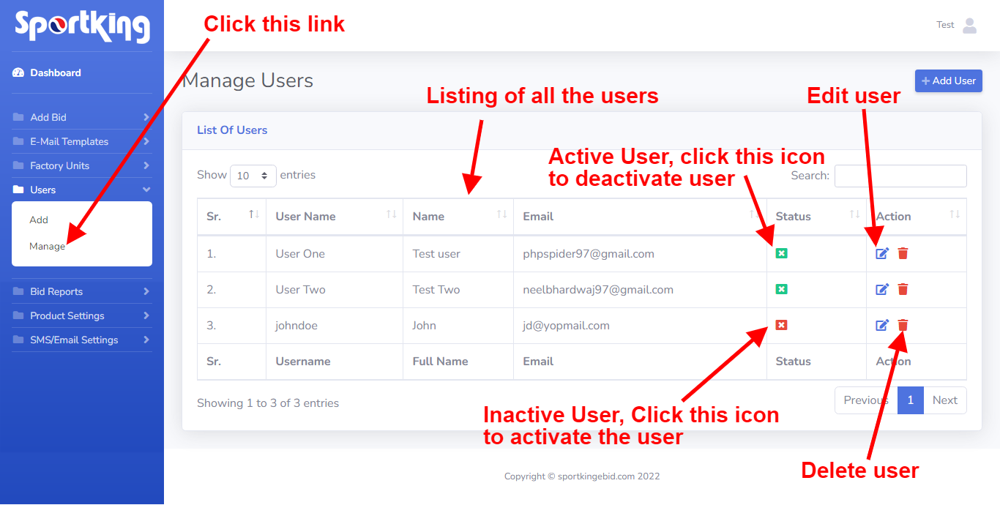 Sportking
Click this link
Test
Dashboard
Manage Users
+ Add User
Listing of all the users
Edit user
Add Bid
E-Mail Templates
Factory Units
Users
Add
Manage
Bid Reports
Product Settings
SMS/Email Settings
List Of Users
Active User, click this icon
to deactivate user
Show 10 entries
Search:
Sr. User Name Name Email Status Action
1. User One Test user phpspider97@gmail.com
2. User Two Test Two neelbhardwaj97@gmail.com
3. johndoe John jd@yopmail.com
Sr. Username Full Name Email Status Action
Showing 1 to 3 of 3 entries
Previous 1 Next
Inactive User, Click this icon
to activate the user
Delete user
Copyright © sportkingebid.com 2022